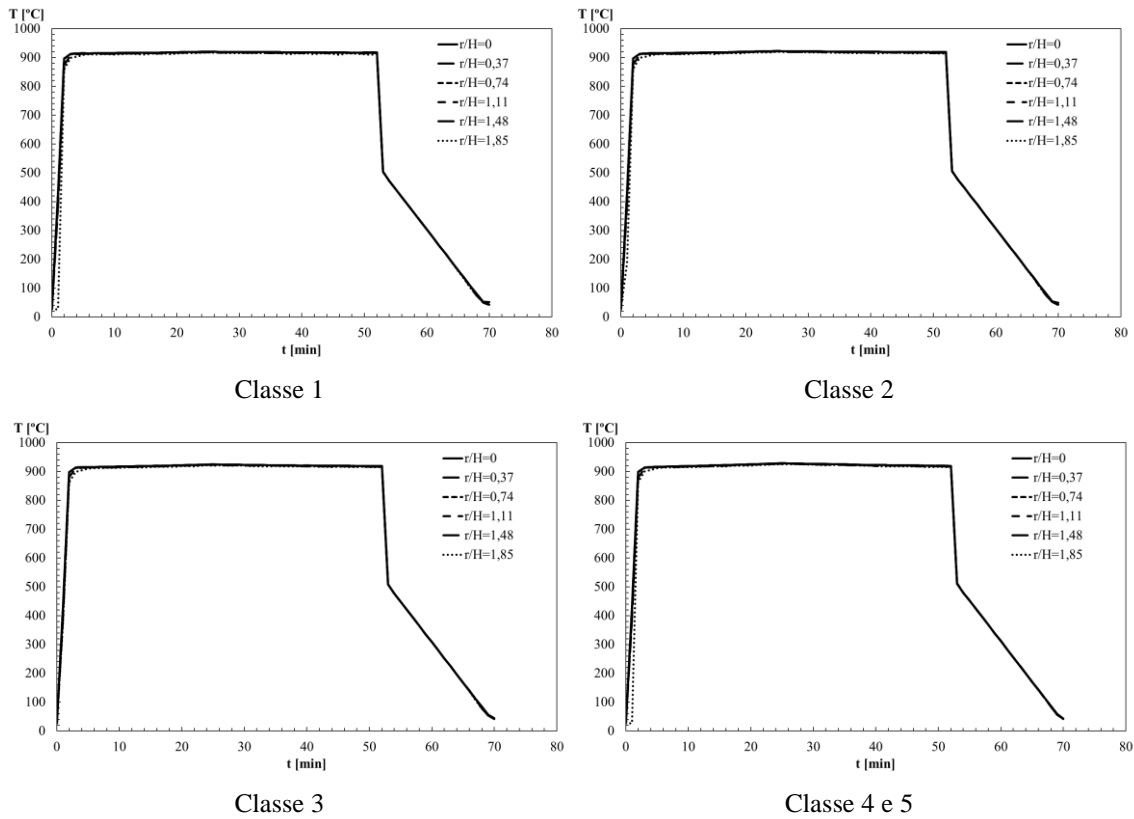 T [ºC]
1000
900
800
700
600
500
400
300
200
100
0
0 10 20 30 40 50 60 70 80
t [min]
r/H=0
r/H=0,37
r/H=0,74
r/H=1,11
r/H=1,48
r/H=1,85
Classe 1
T [ºC]
1000
900
800
700
600
500
400
300
200
100
0
0 10 20 30 40 50 60 70 80
t [min]
r/H=0
r/H=0,37
r/H=0,74
r/H=1,11
r/H=1,48
r/H=1,85
Classe 2
T [ºC]
1000
900
800
700
600
500
400
300
200
100
0
0 10 20 30 40 50 60 70 80
t [min]
r/H=0
r/H=0,37
r/H=0,74
r/H=1,11
r/H=1,48
r/H=1,85
Classe 3
T [ºC]
1000
900
800
700
600
500
400
300
200
100
0
0 10 20 30 40 50 60 70 80
t [min]
r/H=0
r/H=0,37
r/H=0,74
r/H=1,11
r/H=1,48
r/H=1,85
Classe 4 e 5